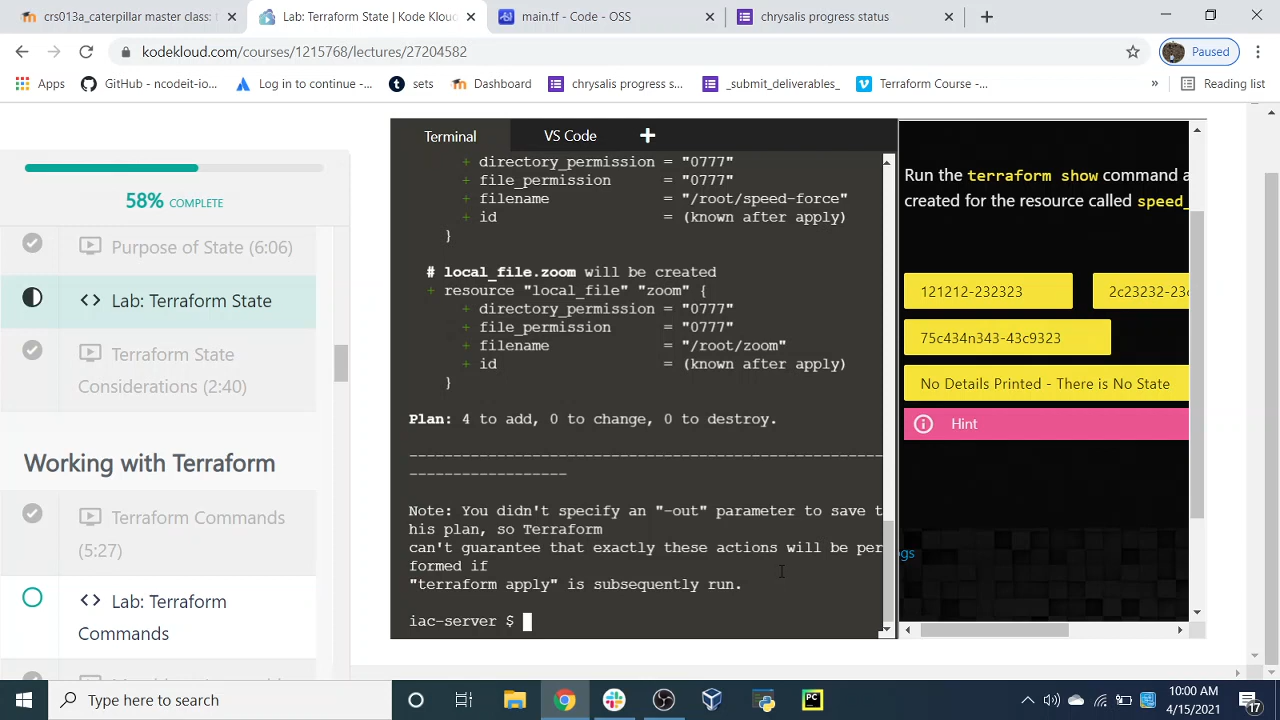 ces013a_caterpillar master class:
Lab: Terraform State | Kode Kloud
main.tf - Code - OSS
chrysalis progress status
kodekloud.com/courses/1215768/lectures/27204582
Paused
Apps
GitHub - ncodeit-io...
Log in to continue -...
sets
Dashboard
chrysalis progress s...
_submit_deliverables_
Terraform Course -...
»
Reading list
58% COMPLETE
Purpose of State (6:06)
Lab: Terraform State
Terraform State
Considerations (2:40)
Working with Terraform
Terraform Commands
(5:27)
Lab: Terraform
Commands
Terminal
VS Code
+ directory_permission = "0777"
+ file_permission = "0777"
+ filename = "/root/speed-force"
+ id = (known after apply)
}
# local_file.zoom will be created
+ resource "local_file" "zoom" {
+ directory_permission = "0777"
+ file_permission = "0777"
+ filename = "/root/zoom"
+ id = (known after apply)
}
Plan: 4 to add, 0 to change, 0 to destroy.
------------------------------------------------------
------------------
Note: You didn't specify an "-out" parameter to save t
his plan, so Terraform
can't guarantee that exactly these actions will be per
formed if
"terraform apply" is subsequently run.
iac-server $
Run the terraform show command a
created for the resource called speed_
121212-232323
2c23232-23c
75c434n343-43c9323
No Details Printed - There is No State
Hint
ogs
Type here to search
PC
10:00 AM
4/15/2021
17